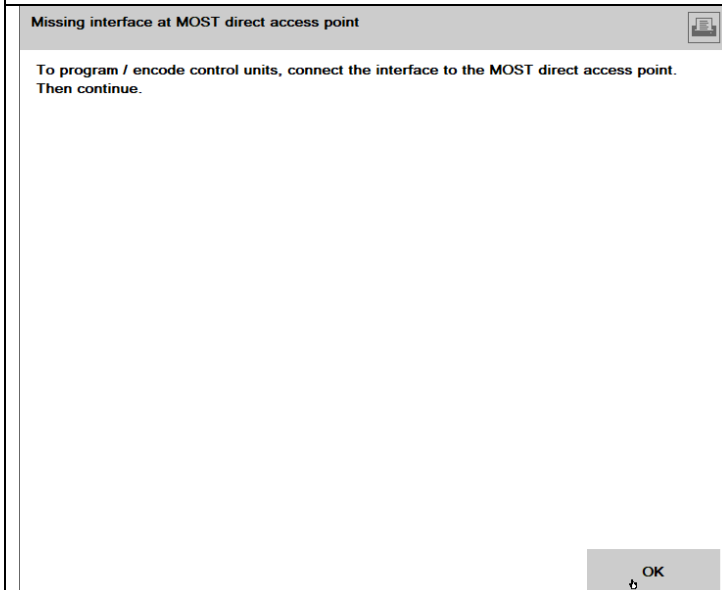 Missing interface at MOST direct access point
To program / encode control units, connect the interface to the MOST direct access point.
Then continue.
OK